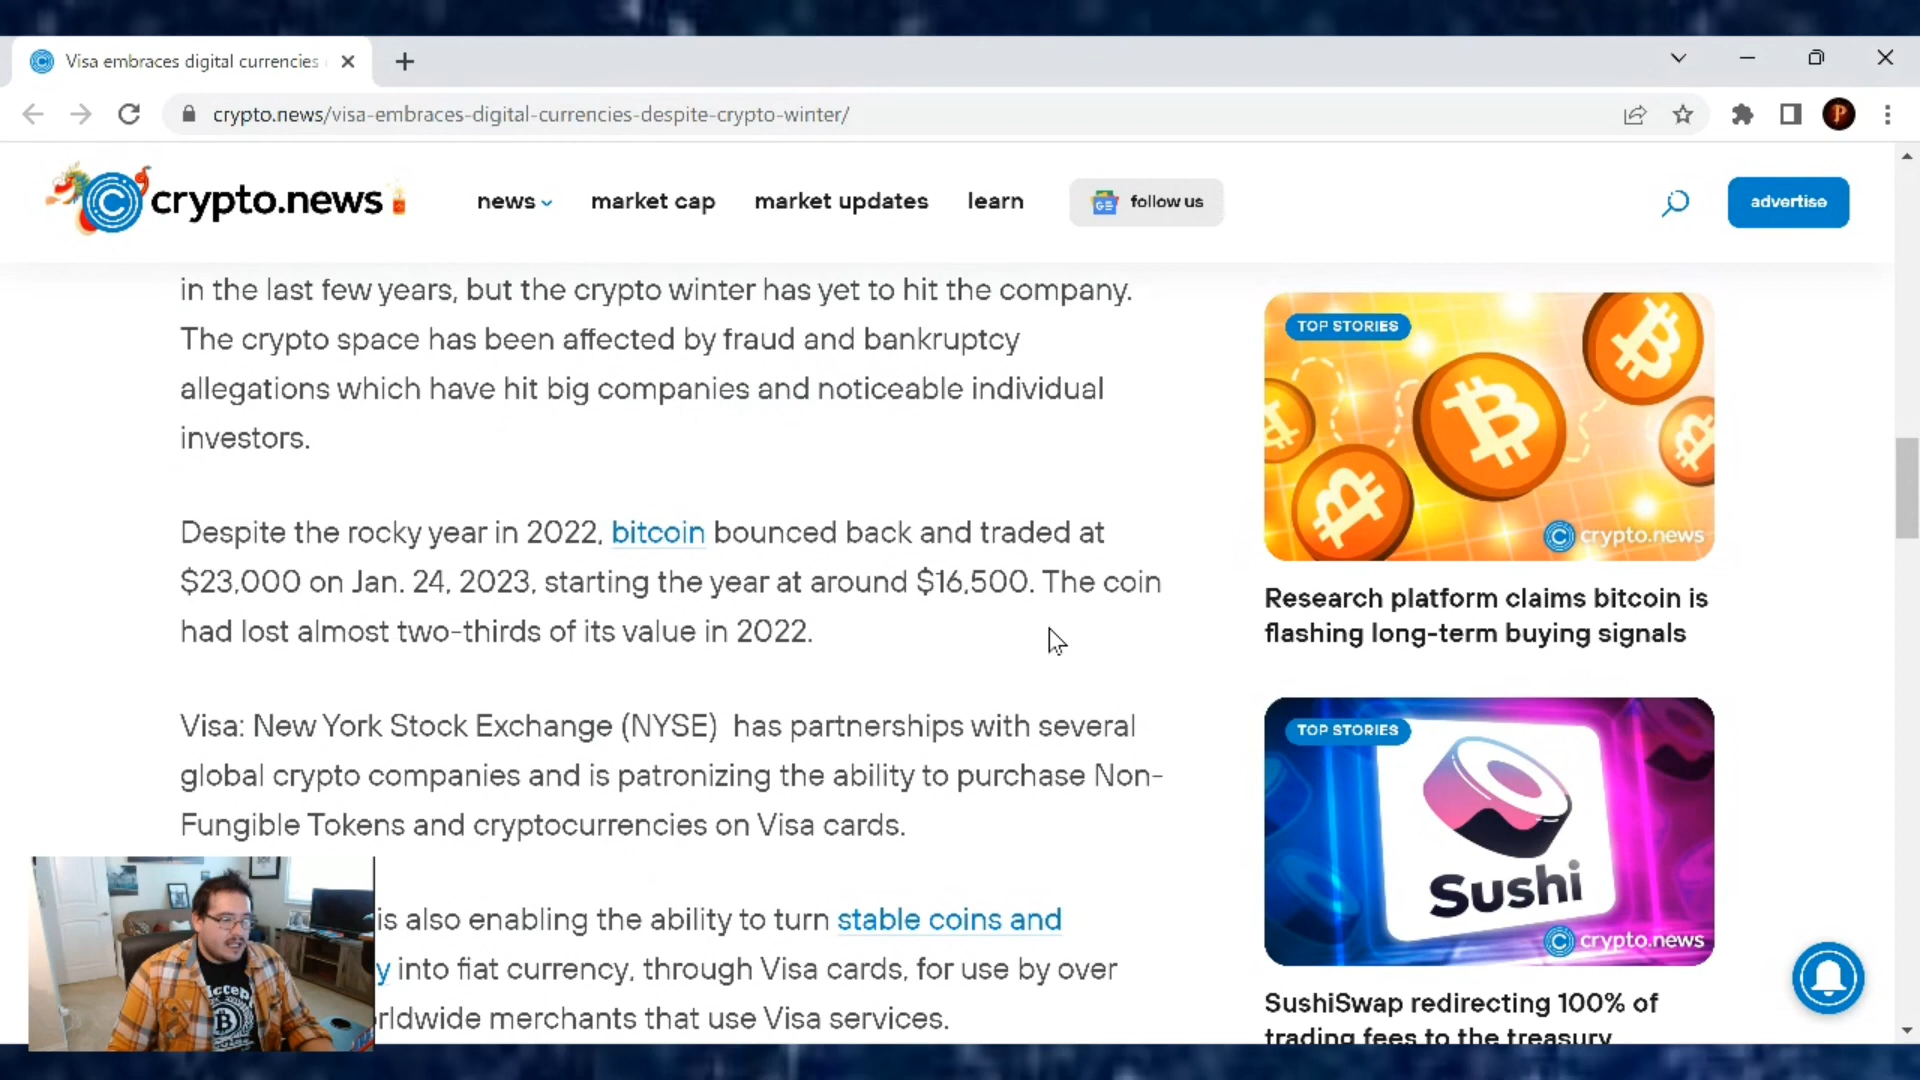 Visa embraces digital currencies
crypto.news/visa-embraces-digital-currencies-despite-crypto-winter/
crypto.news
news
market cap
market updates
learn
GE
follow us
advertise
in the last few years, but the crypto winter has yet to hit the company.
The crypto space has been affected by fraud and bankruptcy
allegations which have hit big companies and noticeable individual
investors.
Despite the rocky year in 2022, bitcoin bounced back and traded at
$23,000 on Jan. 24, 2023, starting the year at around $16,500. The coin
had lost almost two-thirds of its value in 2022.
Visa: New York Stock Exchange (NYSE) has partnerships with several
global crypto companies and is patronizing the ability to purchase Non-
Fungible Tokens and cryptocurrencies on Visa cards.
is also enabling the ability to turn stable coins and
y into fiat currency, through Visa cards, for use by over
rldwide merchants that use Visa services.
TOP STORIES
crypto.news
Research platform claims bitcoin is
flashing long-term buying signals
TOP STORIES
Sushi
crypto.news
SushiSwap redirecting 100% of
trading fees to the treasury